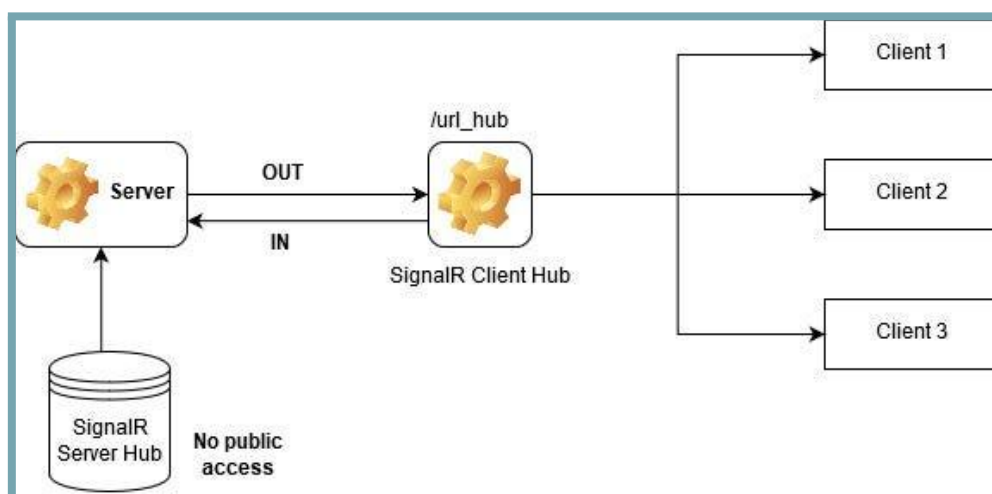 Client 1
/url_hub
OUT
Server
Client 2
IN
SignalR Client Hub
Client 3
SignalR
Server Hub
No public
access